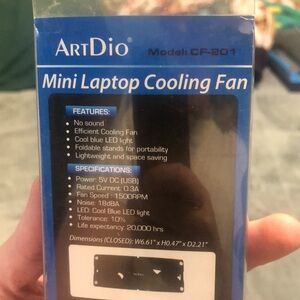 ArtDio® Model: CF-201
Mini Laptop Cooling Fan
FEATURES:
• No sound
• Efficient Cooling Fan
• Cool blue LED light
• Foldable stands for portability
• Lightweight and space saving
SPECIFICATIONS:
• Power: 5V DC (USB)
• Rated Current: 0.3A
• Fan Speed: 1500RPM
• Noise: 18dBA
• LED: Cool Blue LED light
• Tolerance: 10%
• Life expectancy: 20,000 hrs
Dimensions (CLOSED): W6.61" x H0.47" x D2.21"